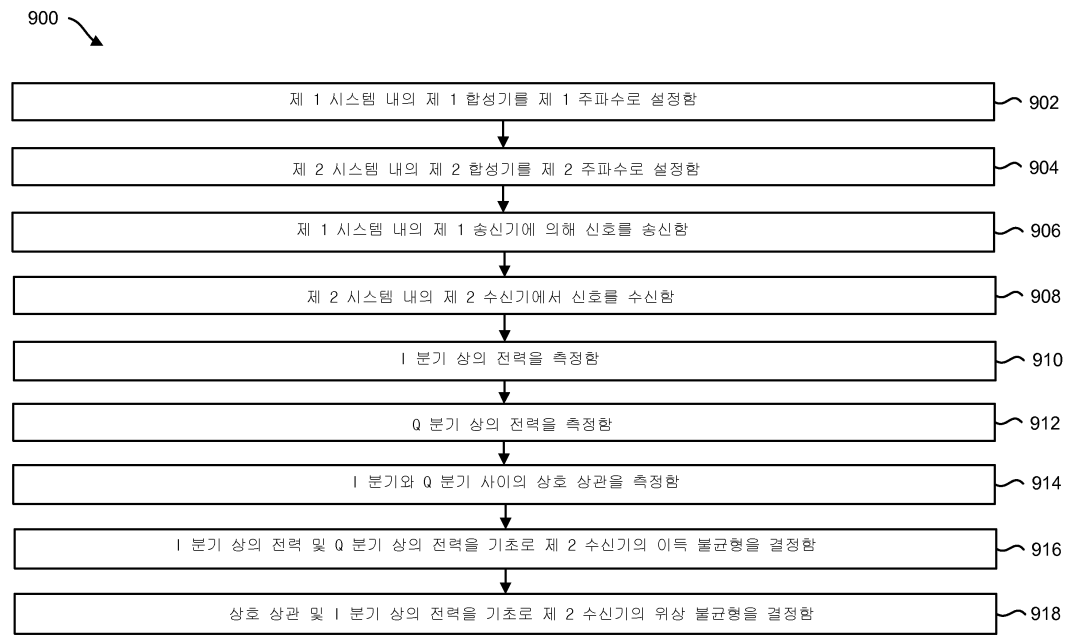 900
제 1 시스템 내의 제 1 합성기를 제 1 주파수로 설정함 902
제 2 시스템 내의 제 2 합성기를 제 2 주파수로 설정함 904
제 1 시스템 내의 제 1 송신기에 의해 신호를 송신함 906
제 2 시스템 내의 제 2 수신기에서 신호를 수신함 908
I 분기 상의 전력을 측정함 910
Q 분기 상의 전력을 측정함 912
I 분기와 Q 분기 사이의 상호 상관을 측정함 914
I 분기 상의 전력 및 Q 분기 상의 전력을 기초로 제 2 수신기의 이득 불균형을 결정함 916
상호 상관 및 I 분기 상의 전력을 기초로 제 2 수신기의 위상 불균형을 결정함 918